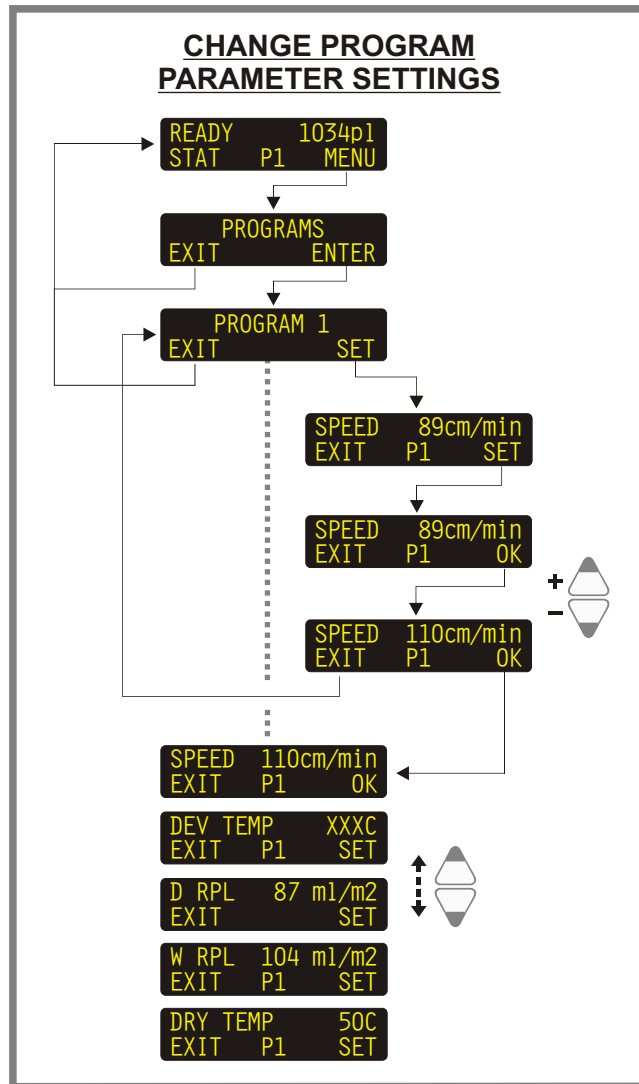 CHANGE PROGRAM
PARAMETER SETTINGS
READY 1034pl
STAT P1 MENU
PROGRAMS
EXIT ENTER
PROGRAM 1
EXIT SET
SPEED 89cm/min
EXIT P1 SET
SPEED 89cm/min
EXIT P1 OK
+
−
SPEED 110cm/min
EXIT P1 OK
SPEED 110cm/min
EXIT P1 OK
DEV TEMP XXXC
EXIT P1 SET
D RPL 87 ml/m2
EXIT SET
W RPL 104 ml/m2
EXIT P1 SET
DRY TEMP 50C
EXIT P1 SET